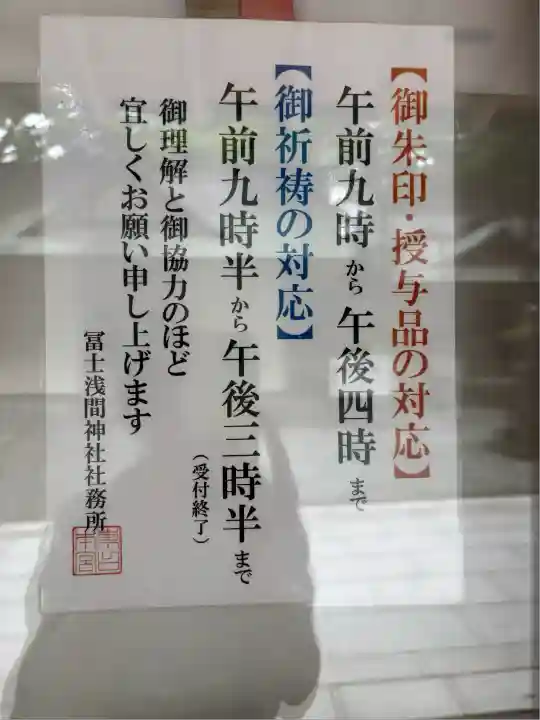 【御朱印・授与品の対応】
午前九時から午後四時まで
【御祈祷の対応】
午前九時半から午後三時半まで
（受付終了）
御理解と御協力のほど
宜しくお願い申し上げます
冨士浅間神社社務所